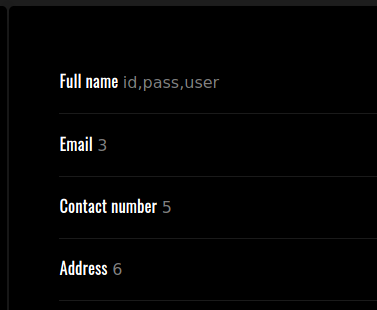 Full name id,pass,user
Email 3
Contact number 5
Address 6